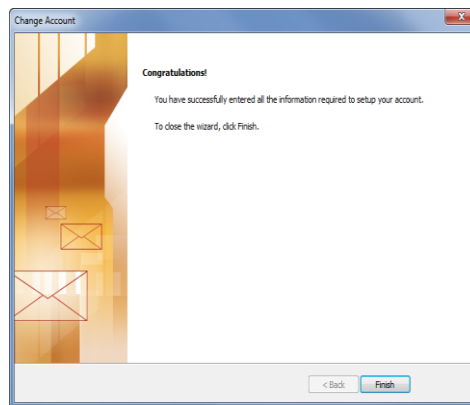 Change Account
Congratulations!
You have successfully entered all the information required to setup your account.
To close the wizard, click Finish.
< Back
Finish